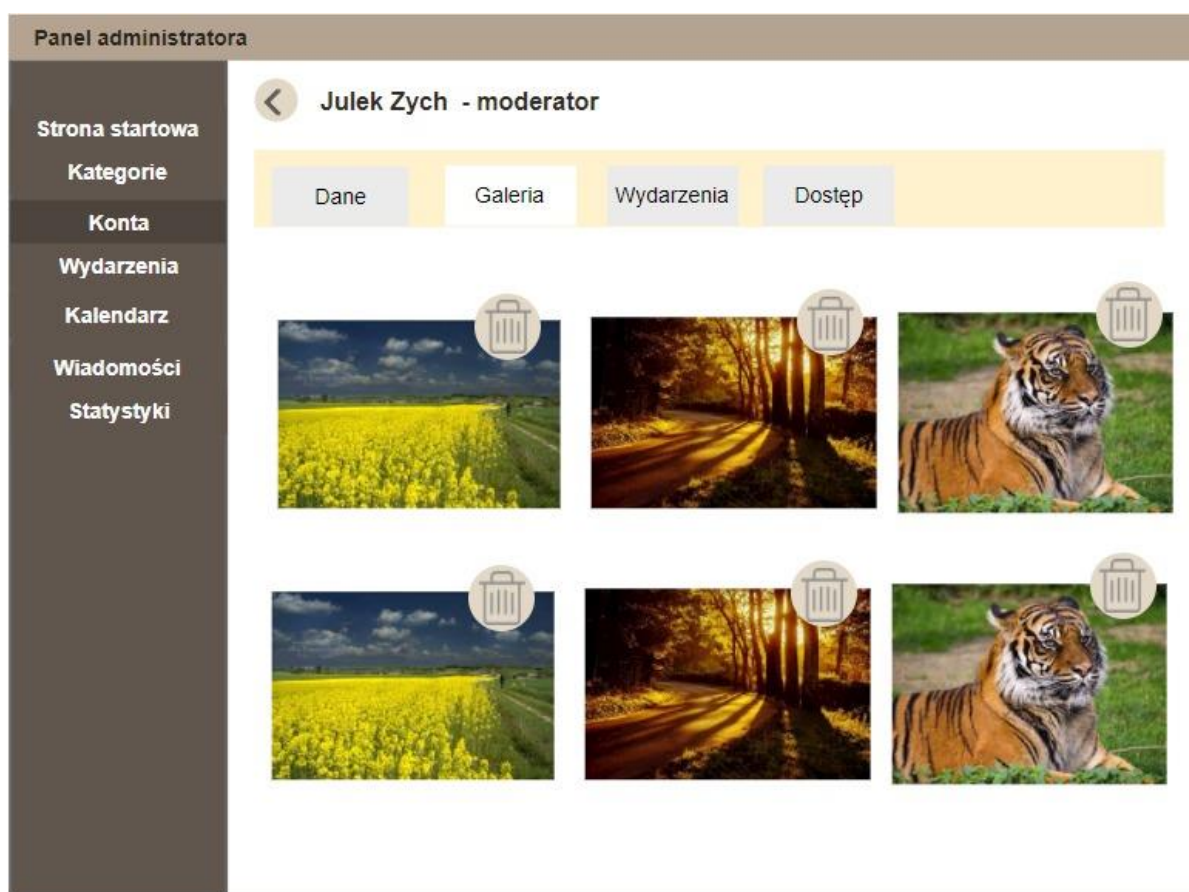 Panel administratora
Strona startowa
Kategorie
Konta
Wydarzenia
Kalendarz
Wiadomości
Statystyki
Julek Zych - moderator
Dane
Galeria
Wydarzenia
Dostęp